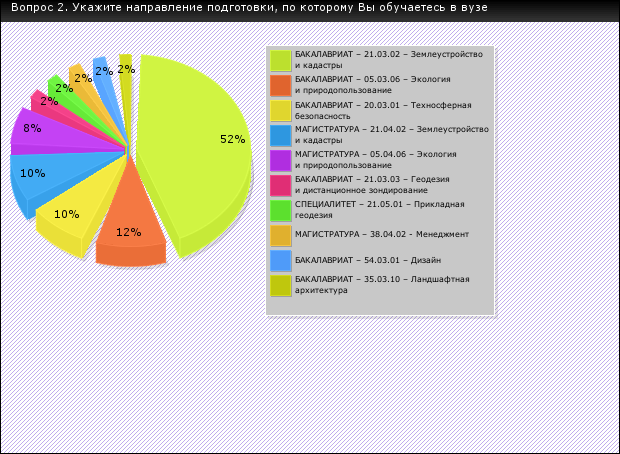 Вопрос 2. Укажите направление подготовки, по которому Вы обучаетесь в вузе
52%
12%
10%
10%
8%
2%
2%
2%
2%
2%
БАКАЛАВРИАТ – 21.03.02 – Землеустройство
и кадастры
БАКАЛАВРИАТ – 05.03.06 – Экология
и природопользование
БАКАЛАВРИАТ – 20.03.01 – Техносферная
безопасность
МАГИСТРАТУРА – 21.04.02 – Землеустройство
и кадастры
МАГИСТРАТУРА – 05.04.06 – Экология
и природопользование
БАКАЛАВРИАТ – 21.03.03 – Геодезия
и дистанционное зондирование
СПЕЦИАЛИТЕТ – 21.05.01 – Прикладная
геодезия
МАГИСТРАТУРА – 38.04.02 - Менеджмент
БАКАЛАВРИАТ – 54.03.01 – Дизайн
БАКАЛАВРИАТ – 35.03.10 – Ландшафтная
архитектура